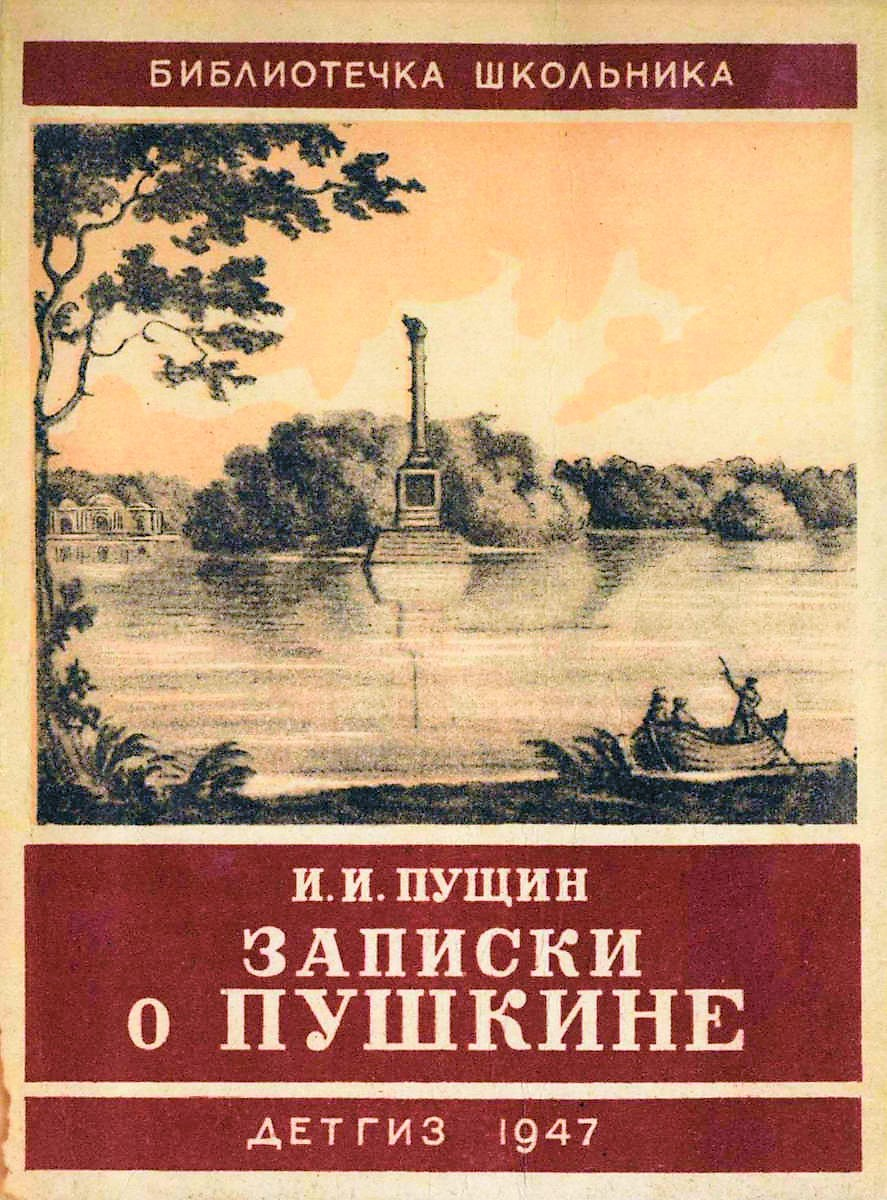 БИБЛИОТЕЧКА ШКОЛЬНИКА
И. И. ПУЩИН
ЗАПИСКИ
О ПУШКИНЕ
ДЕТГИЗ 1947